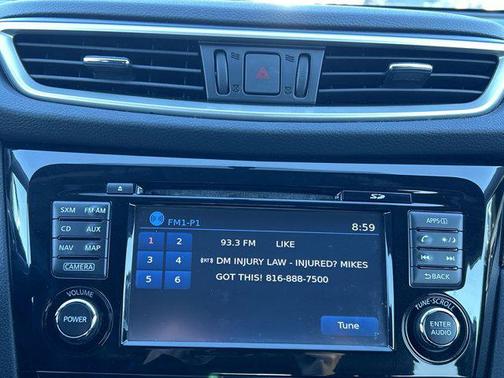 SD
FM1-P1
8:59
SXM FM·AM
CD AUX
NAV MAP
CAMERA
VOLUME
POWER
1 2
3 4
5 6
93.3 FM LIKE
DM INJURY LAW - INJURED? MIKES
GOT THIS! 816-888-7500
Tune
APPS
BACK
TUNE·SCROLL
ENTER
AUDIO